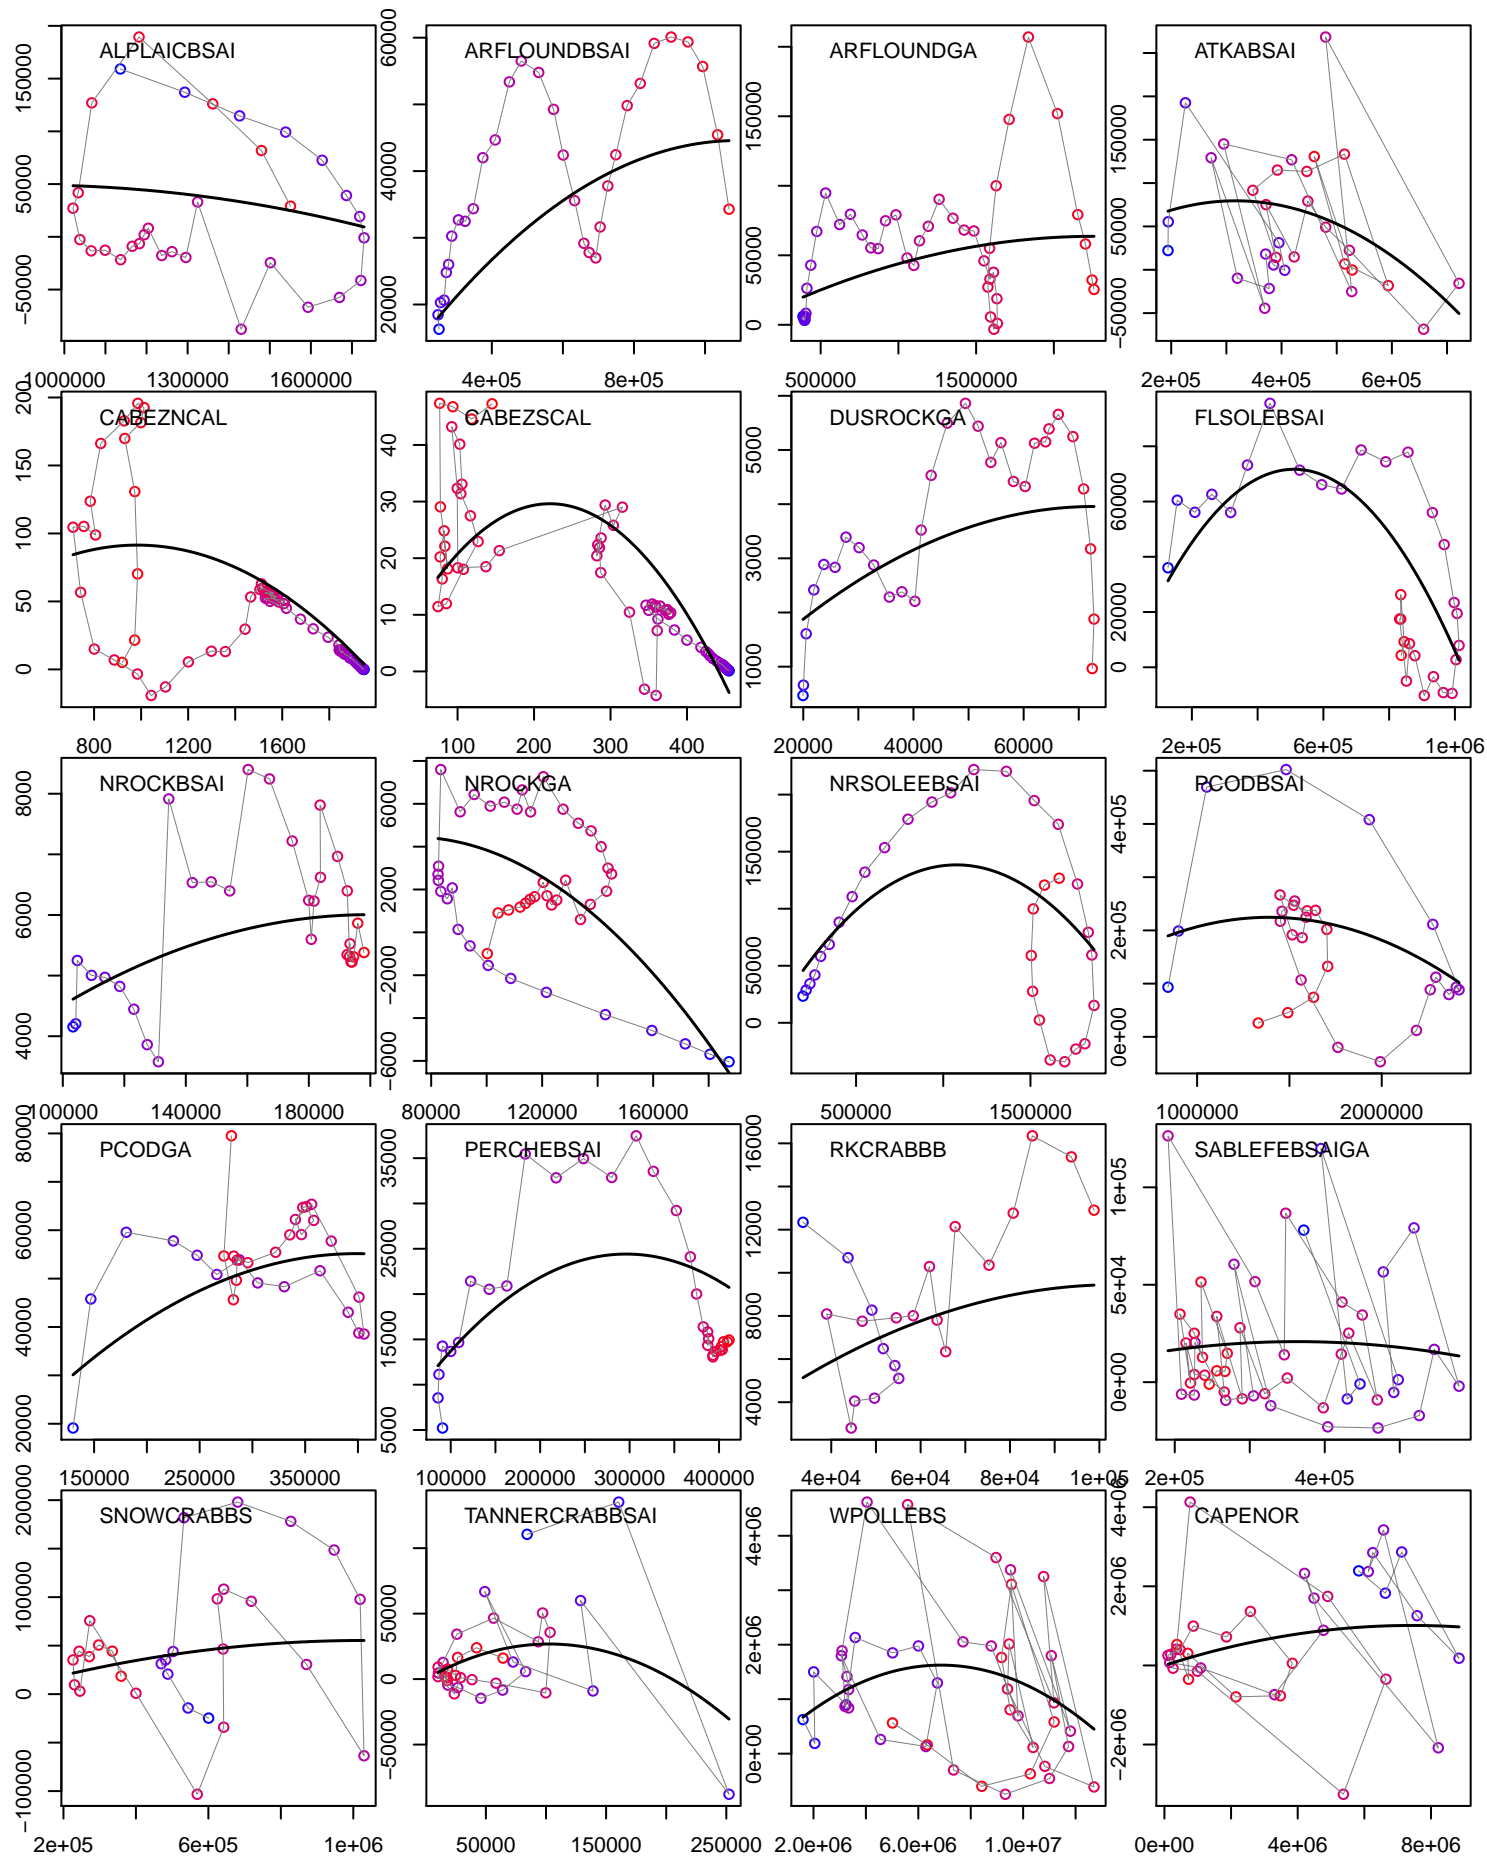 ALPLAICBSAI
−50000 50000 150000
1000000 1300000 1600000
ARFLOUNDBSAI
20000 40000 60000
4e+05 8e+05
ARFLOUNDGA
0 50000 150000
500000 1500000
ATKABSAI
−50000 50000 150000
2e+05 4e+05 6e+05
CABEZNCAL
0 50 100 150 200
800 1200 1600
CABEZSCAL
0 10 20 30 40
100 200 300 400
DUSROCKGA
1000 3000 5000
20000 40000 60000
FLSOLEBSAI
0 20000 60000
2e+05 6e+05 1e+06
NROCKBSAI
4000 6000 8000
100000 140000 180000
NROCKGA
−6000 −2000 2000 6000
80000 120000 160000
NRSOLEEBSAI
0 50000 150000
500000 1500000
PCODBSAI
0e+00 2e+05 4e+05
1000000 2000000
PCODGA
20000 40000 60000 80000
150000 250000 350000
PERCHEBSAI
5000 15000 25000 35000
100000 200000 300000 400000
RKCRABBB
4000 8000 12000 16000
4e+04 6e+04 8e+04 1e+05
SABLEFEBSAIGA
0e+00 5e+04 1e+05
2e+05 4e+05
SNOWCRABBS
−100000 0 100000 200000
2e+05 6e+05 1e+06
TANNERCRABBSAI
−50000 0 50000
50000 150000 250000
WPOLLEBS
0e+00 2e+06 4e+06
2.0e+06 6.0e+06 1.0e+07
CAPENOR
−2e+06 2e+06 4e+06
0e+00 4e+06 8e+06